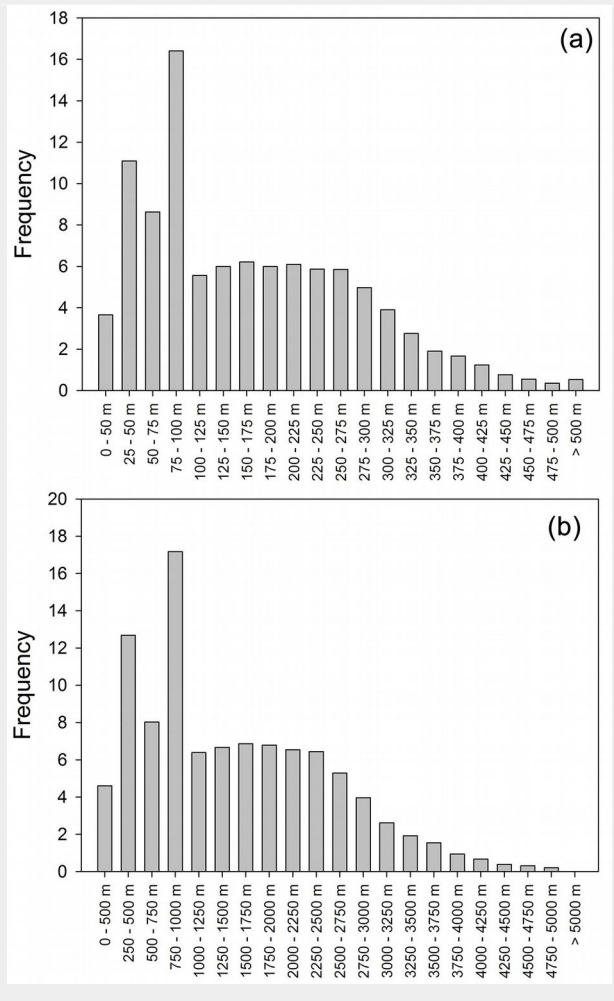 (a)
Frequency
18
16
14
12
10
8
6
4
2
0
0 - 50 m
25 - 50 m
50 - 75 m
75 - 100 m
100 - 125 m
125 - 150 m
150 - 175 m
175 - 200 m
200 - 225 m
225 - 250 m
250 - 275 m
275 - 300 m
300 - 325 m
325 - 350 m
350 - 375 m
375 - 400 m
400 - 425 m
425 - 450 m
450 - 475 m
475 - 500 m
> 500 m
(b)
Frequency
20
18
16
14
12
10
8
6
4
2
0
0 - 500 m
250 - 500 m
500 - 750 m
750 - 1000 m
1000 - 1250 m
1250 - 1500 m
1500 - 1750 m
1750 - 2000 m
2000 - 2250 m
2250 - 2500 m
2500 - 2750 m
2750 - 3000 m
3000 - 3250 m
3250 - 3500 m
3500 - 3750 m
3750 - 4000 m
4000 - 4250 m
4250 - 4500 m
4500 - 4750 m
4750 - 5000 m
> 5000 m